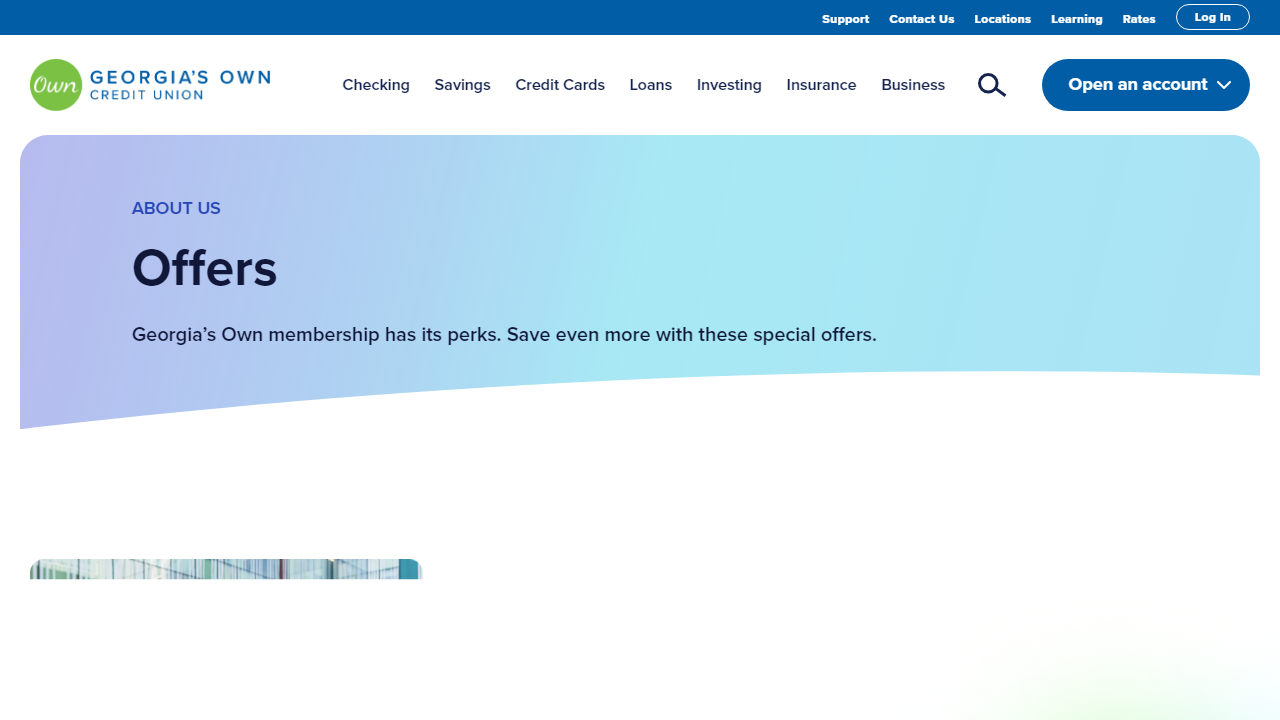 Support Contact Us Locations Learning Rates Log In
Own GEORGIA'S OWN
CREDIT UNION
Checking Savings Credit Cards Loans Investing Insurance Business Open an account
ABOUT US
Offers
Georgia’s Own membership has its perks. Save even more with these special offers.